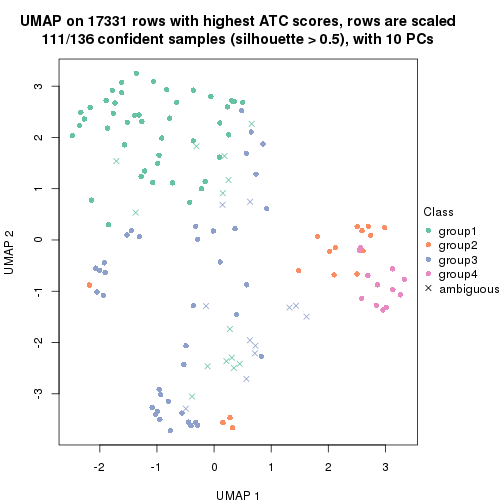 UMAP on 17331 rows with highest ATC scores, rows are scaled
111/136 confident samples (silhouette > 0.5), with 10 PCs
3
2
1
0
-1
-2
-3
UMAP 2
-2
-1
0
1
2
3
UMAP 1
Class
group1
group2
group3
group4
ambiguous